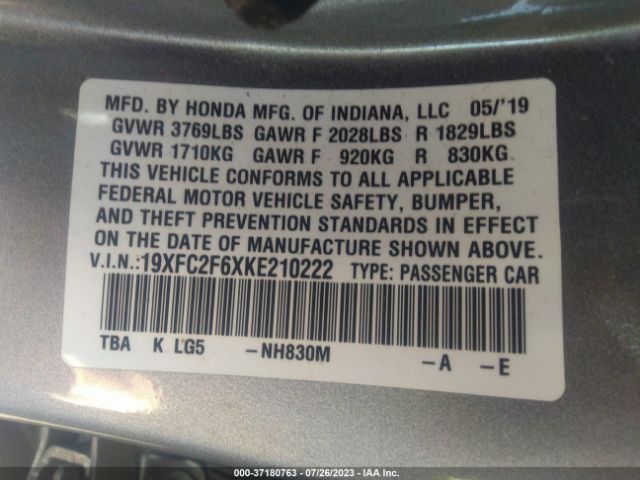 MFD. BY HONDA MFG. OF INDIANA, LLC 05/'19
GVWR 3769LBS GAWR F 2028LBS R 1829LBS
GVWR 1710KG GAWR F 920KG R 830KG
THIS VEHICLE CONFORMS TO ALL APPLICABLE
FEDERAL MOTOR VEHICLE SAFETY, BUMPER,
AND THEFT PREVENTION STANDARDS IN EFFECT
ON THE DATE OF MANUFACTURE SHOWN ABOVE.
V.I.N.:19XFC2F6XKE210222 TYPE: PASSENGER CAR
TBA K LG5 -NH830M -A -E
000-37180763 / 07/26/2023 / IAA Inc.